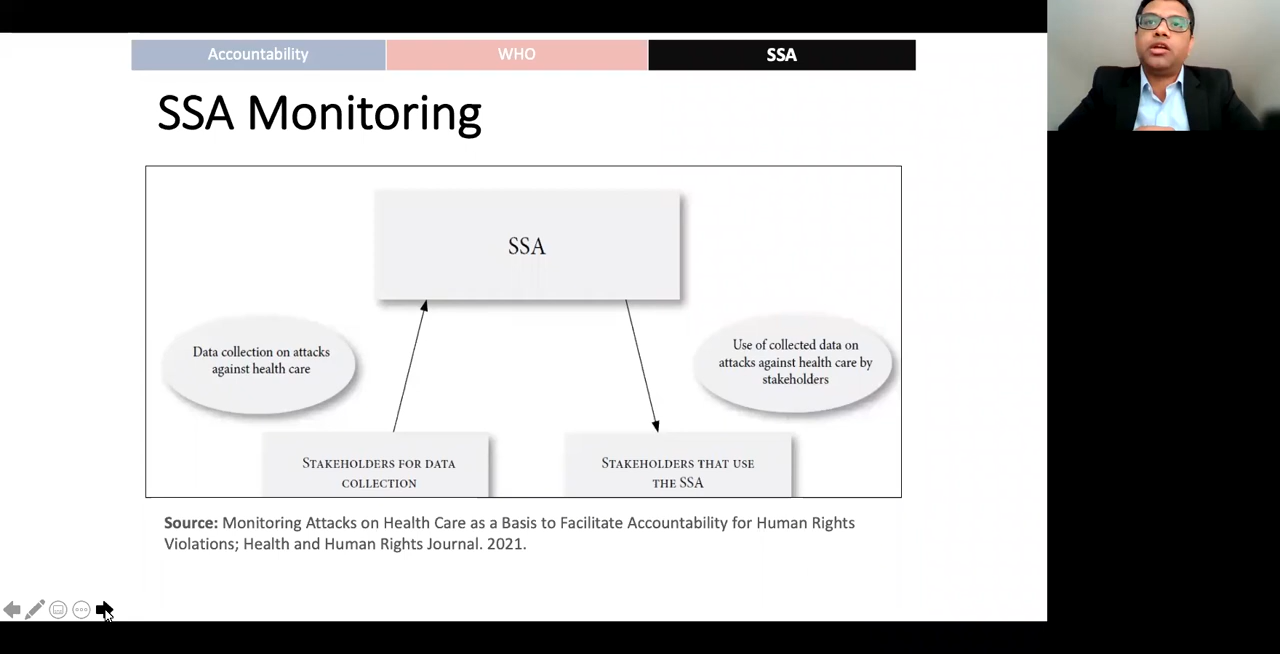 Accountability
WHO
SSA
SSA Monitoring
SSA
Data collection on attacks
against health care
Use of collected data on
attacks against health care by
stakeholders
Stakeholders for data
collection
Stakeholders that use
the SSA
Source: Monitoring Attacks on Health Care as a Basis to Facilitate Accountability for Human Rights
Violations; Health and Human Rights Journal. 2021.